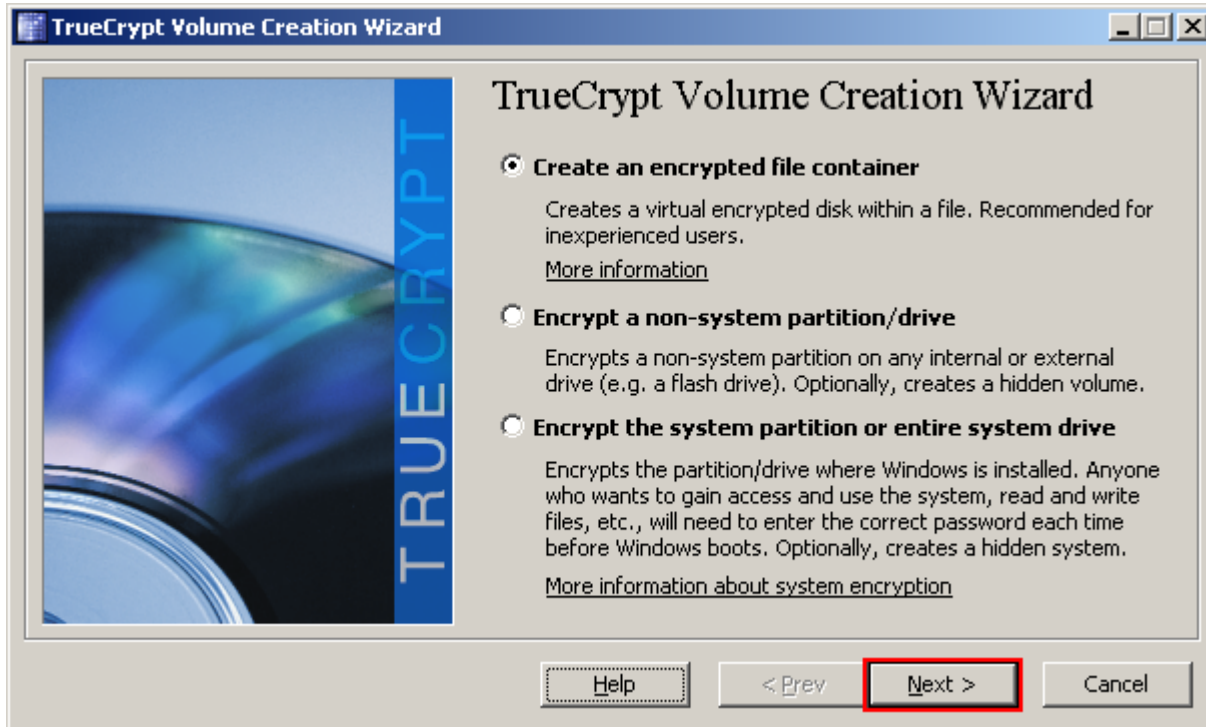 TrueCrypt Volume Creation Wizard
TRUECRYPT
TrueCrypt Volume Creation Wizard
Create an encrypted file container
Creates a virtual encrypted disk within a file. Recommended for
inexperienced users.
More information
Encrypt a non-system partition/drive
Encrypts a non-system partition on any internal or external
drive (e.g. a flash drive). Optionally, creates a hidden volume.
Encrypt the system partition or entire system drive
Encrypts the partition/drive where Windows is installed. Anyone
who wants to gain access and use the system, read and write
files, etc., will need to enter the correct password each time
before Windows boots. Optionally, creates a hidden system.
More information about system encryption
Help
< Prev
Next >
Cancel